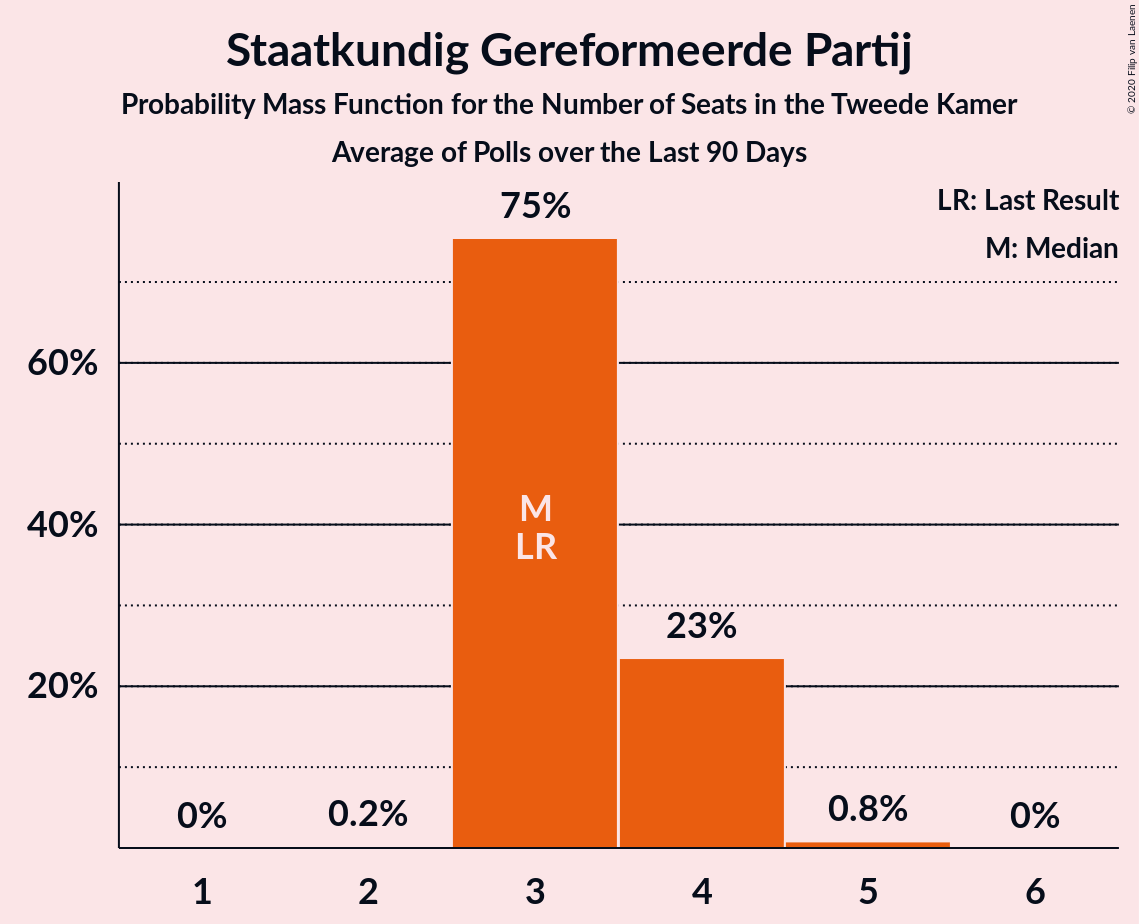 Staatkundig Gereformeerde Partij
Probability Mass Function for the Number of Seats in the Tweede Kamer
Average of Polls over the Last 90 Days
© 2020 Filip van Laenen
LR: Last Result
M: Median
75%
60%
M
40%
LR
23%
20%
0%
0.2%
0.8%
0%
1
2
3
4
5
6